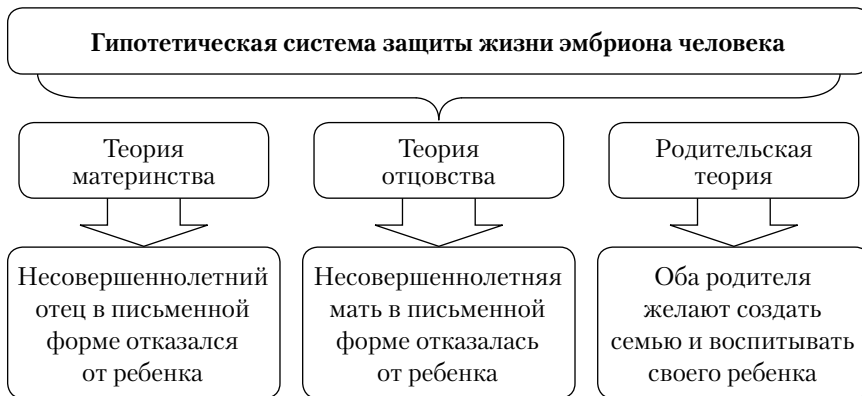 Гипотетическая система защиты жизни эмбриона человека
Теория
материнства
Теория
отцовства
Родительская
теория
Несовершеннолетний
отец в письменной
форме отказался
от ребенка
Несовершеннолетняя
мать в письменной
форме отказалась
от ребенка
Оба родителя
желают создать
семью и воспитывать
своего ребенка